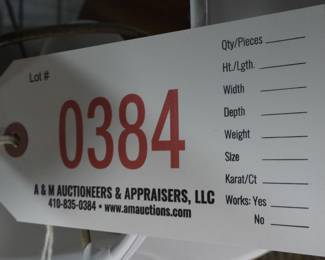 Lot #
0384
A & M AUCTIONEERS & APPRAISERS, LLC
410-835-0384 • www.amauctions.com
Qty/Pieces
Ht./Lgth.
Width
Depth
Weight
Size
Karat/Ct
Works: Yes
No